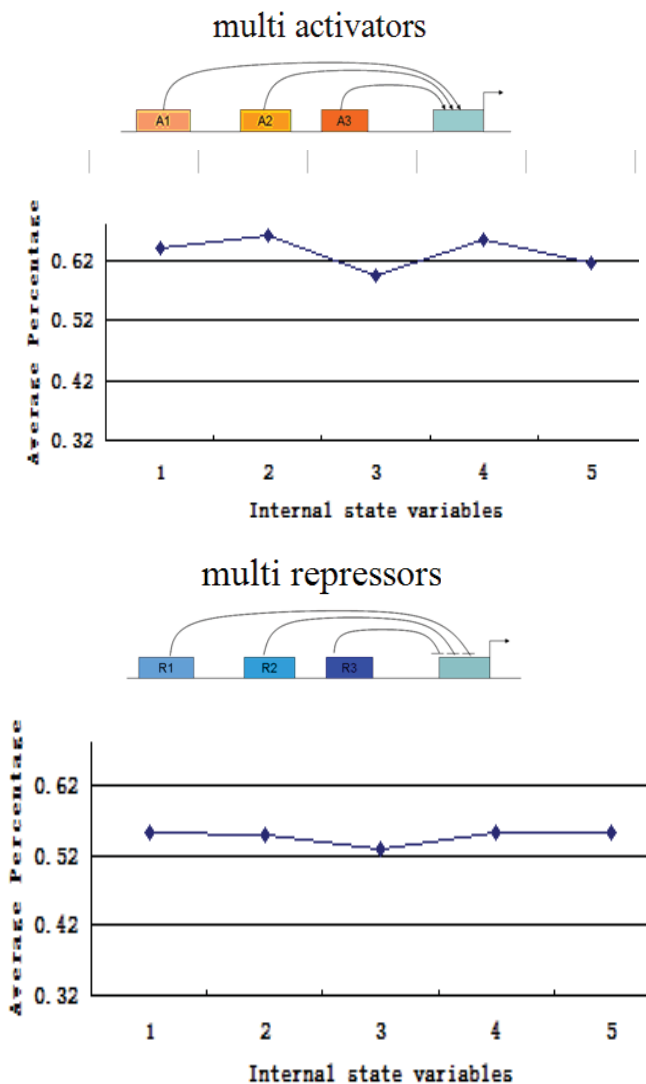 multi activators
A1 A2 A3
Average Percentage
0.62
0.52
0.42
0.32
1 2 3 4 5
Internal state variables
multi repressors
R1 R2 R3
Average Percentage
0.62
0.52
0.42
0.32
1 2 3 4 5
Internal state variables